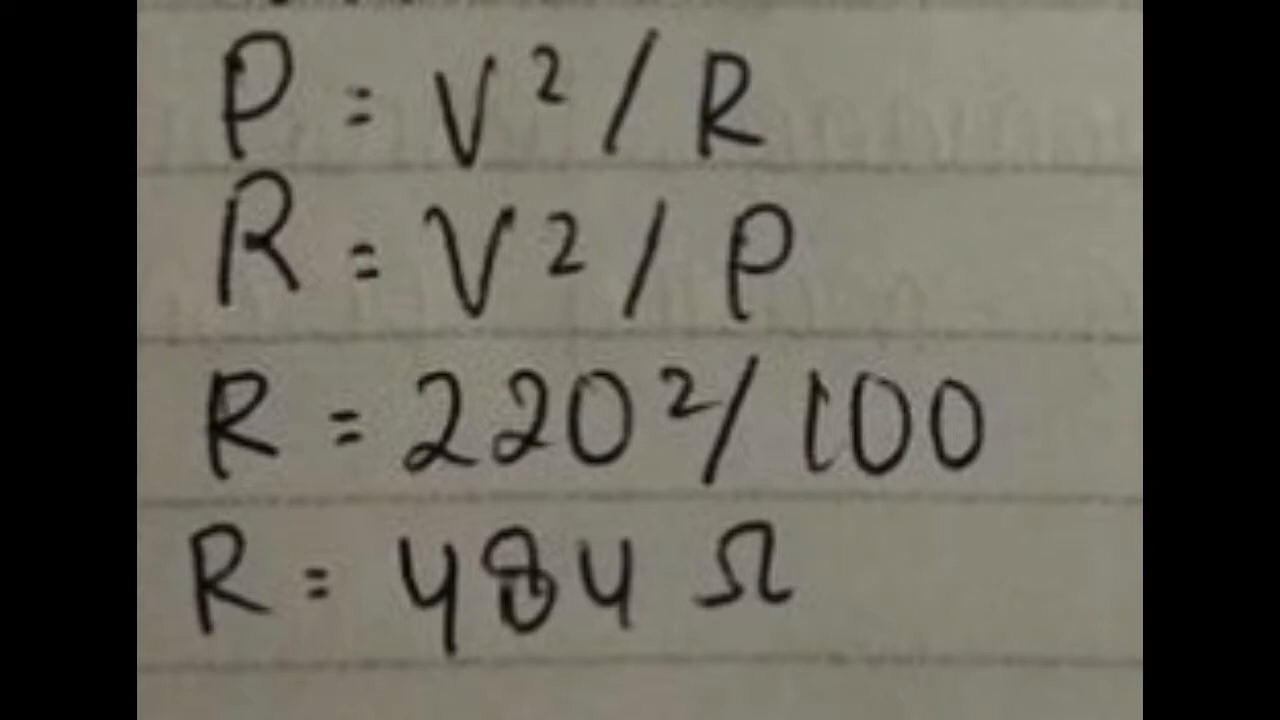 P = V² / R
R = V² / P
R = 220² / 100
R = 484 Ω